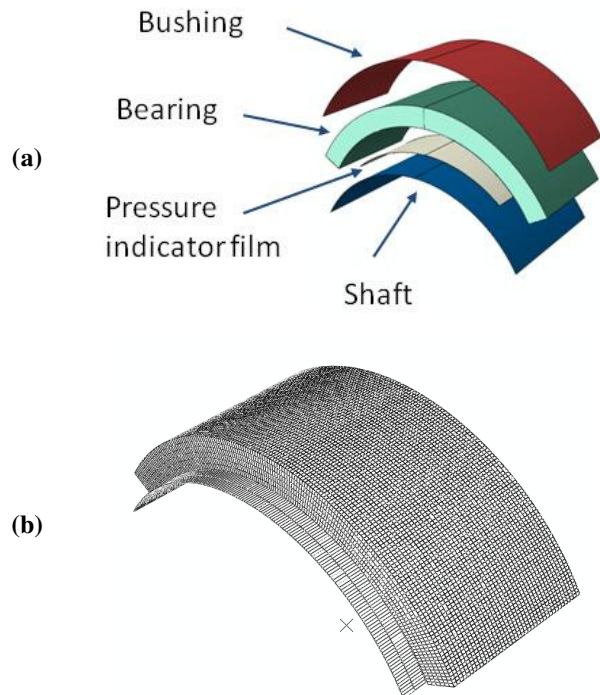 Bushing
Bearing
(a)
Pressure
indicator film
Shaft
(b)